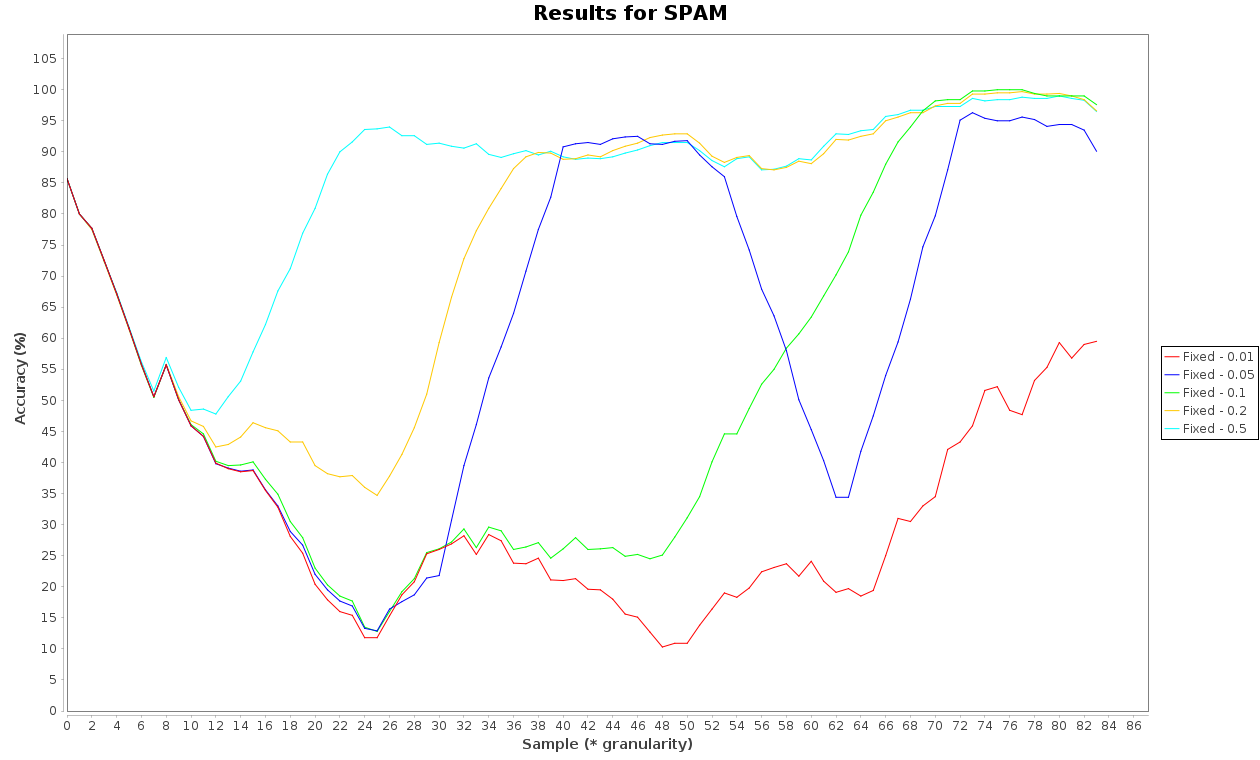 Results for SPAM
105
100
95
90
85
80
75
70
65
60
55
50
45
40
35
30
25
20
15
10
5
0
Accuracy (%)
0 2 4 6 8 10 12 14 16 18 20 22 24 26 28 30 32 34 36 38 40 42 44 46 48 50 52 54 56 58 60 62 64 66 68 70 72 74 76 78 80 82 84 86
Sample (* granularity)
Fixed - 0.01
Fixed - 0.05
Fixed - 0.1
Fixed - 0.2
Fixed - 0.5